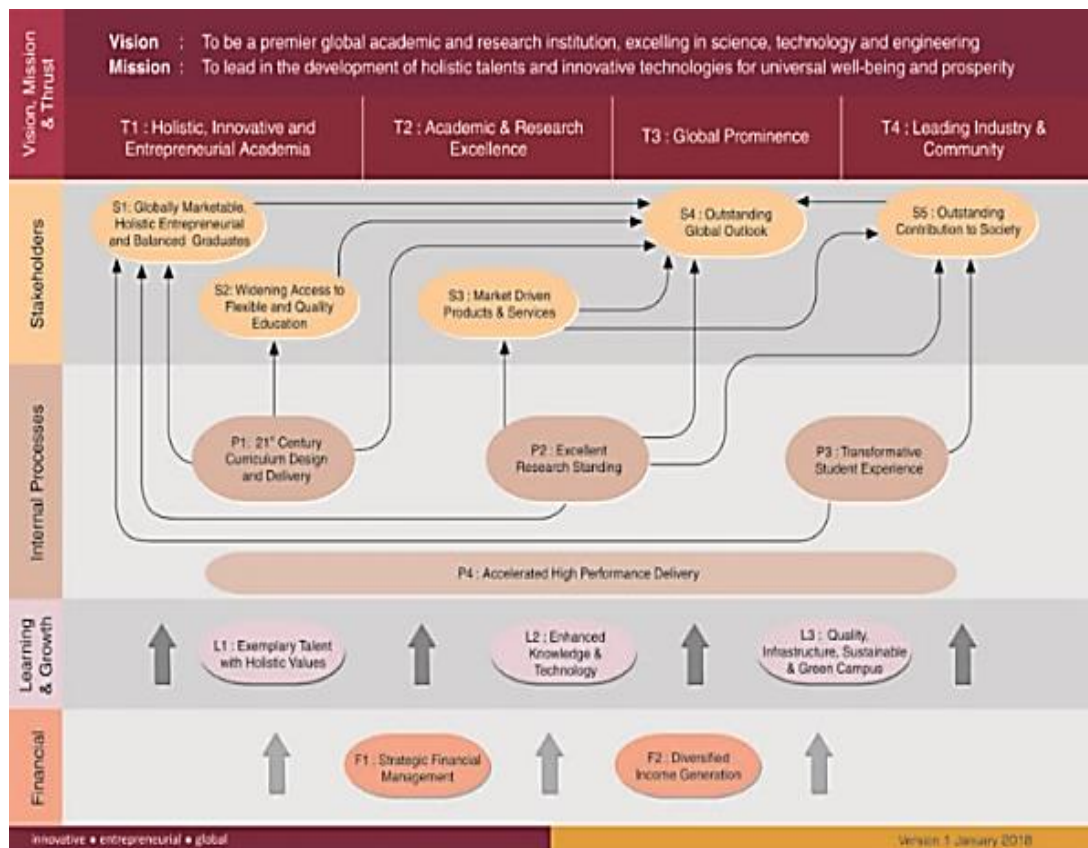 Vision, Mission
& Thrust
Vision : To be a premier global academic and research institution, excelling in science, technology and engineering
Mission : To lead in the development of holistic talents and innovative technologies for universal well-being and prosperity
T1 : Holistic, Innovative and
Entrepreneurial Academia
T2 : Academic & Research
Excellence
T3 : Global Prominence
T4 : Leading Industry &
Community
Stakeholders
S1: Globally Marketable,
Holistic Entrepreneurial
and Balanced Graduates
S4 : Outstanding
Global Outlook
S5 : Outstanding
Contribution to Society
S2: Widening Access to
Flexible and Quality
Education
S3 : Market Driven
Products & Services
Internal Processes
P1: 21st Century
Curriculum Design
and Delivery
P2 : Excellent
Research Standing
P3 : Transformative
Student Experience
P4 : Accelerated High Performance Delivery
Learning
& Growth
L1 : Exemplary Talent
with Holistic Values
L2 : Enhanced
Knowledge &
Technology
L3 : Quality,
Infrastructure, Sustainable
& Green Campus
Financial
F1 : Strategic Financial
Management
F2 : Diversified
Income Generation
innovative ● entrepreneurial ● global
Version 1 January 2018